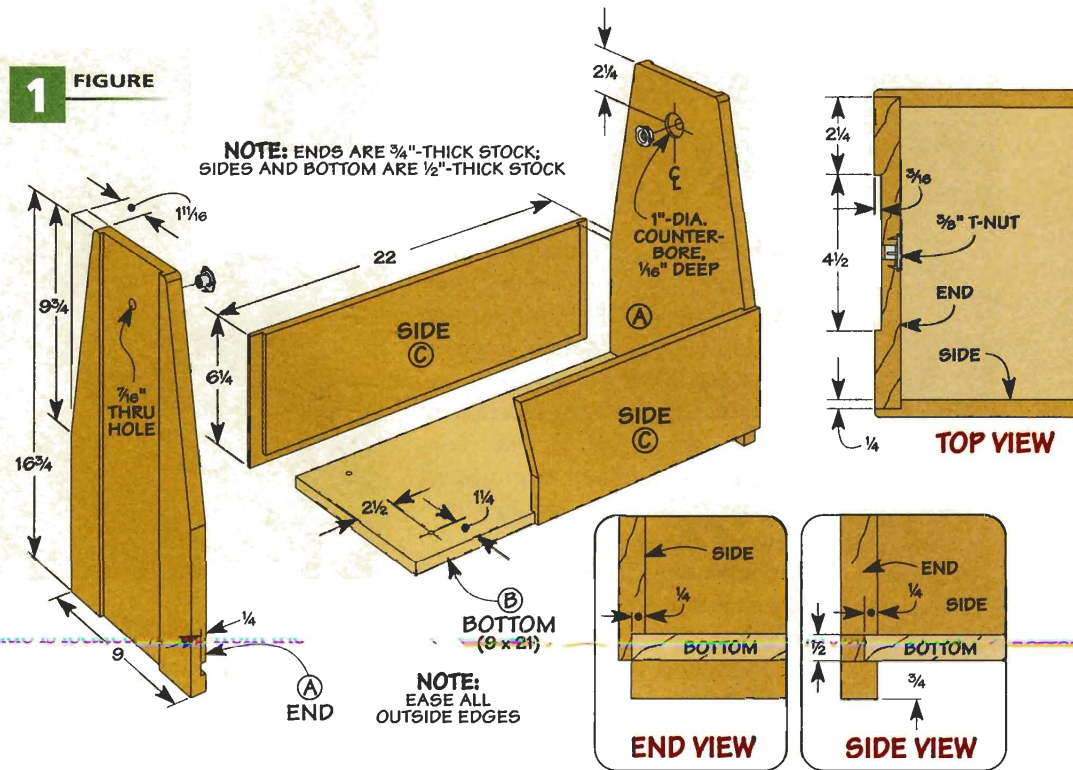 1 FIGURE
NOTE: ENDS ARE ¾"-THICK STOCK;
SIDES AND BOTTOM ARE ½"-THICK STOCK
2¼
1¹¹⁄₁₆
22
9¾
6¼
16¾
⁷⁄₁₆"
THRU
HOLE
SIDE
C
℄
1"-DIA.
COUNTER-
BORE,
¹⁄₁₆" DEEP
A
SIDE
C
2½
1¼
B
BOTTOM
(9 x 21)
¼
9
A
END
NOTE:
EASE ALL
OUTSIDE EDGES
2¼
³⁄₁₆
⅜" T-NUT
4½
END
SIDE
¼
TOP VIEW
SIDE
¼
BOTTOM
END VIEW
END
¼
SIDE
½
BOTTOM
¾
SIDE VIEW